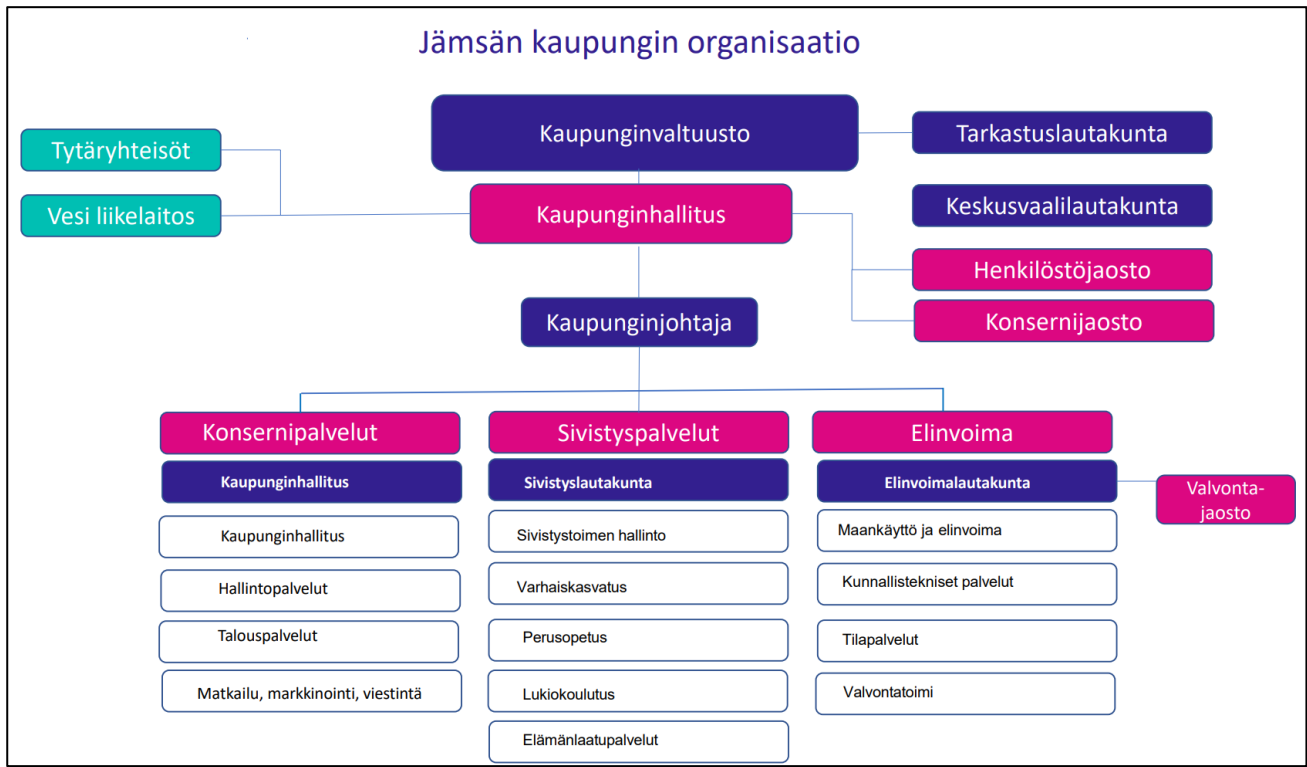 Jämsän kaupungin organisaatio
Kaupunginvaltuusto
Tarkastuslautakunta
Tytäryhteisöt
Keskusvaalilautakunta
Vesi liikelaitos
Kaupunginhallitus
Henkilöstöjaosto
Konsernijaosto
Kaupunginjohtaja
Konsernipalvelut
Kaupunginhallitus
Kaupunginhallitus
Hallintopalvelut
Talouspalvelut
Matkailu, markkinointi, viestintä
Sivistyspalvelut
Sivistyslautakunta
Sivistystoimen hallinto
Varhaiskasvatus
Perusopetus
Lukiokoulutus
Elämänlaatupalvelut
Elinvoima
Elinvoimalautakunta
Maankäyttö ja elinvoima
Kunnallistekniset palvelut
Tilapalvelut
Valvontatoimi
Valvonta-
jaosto